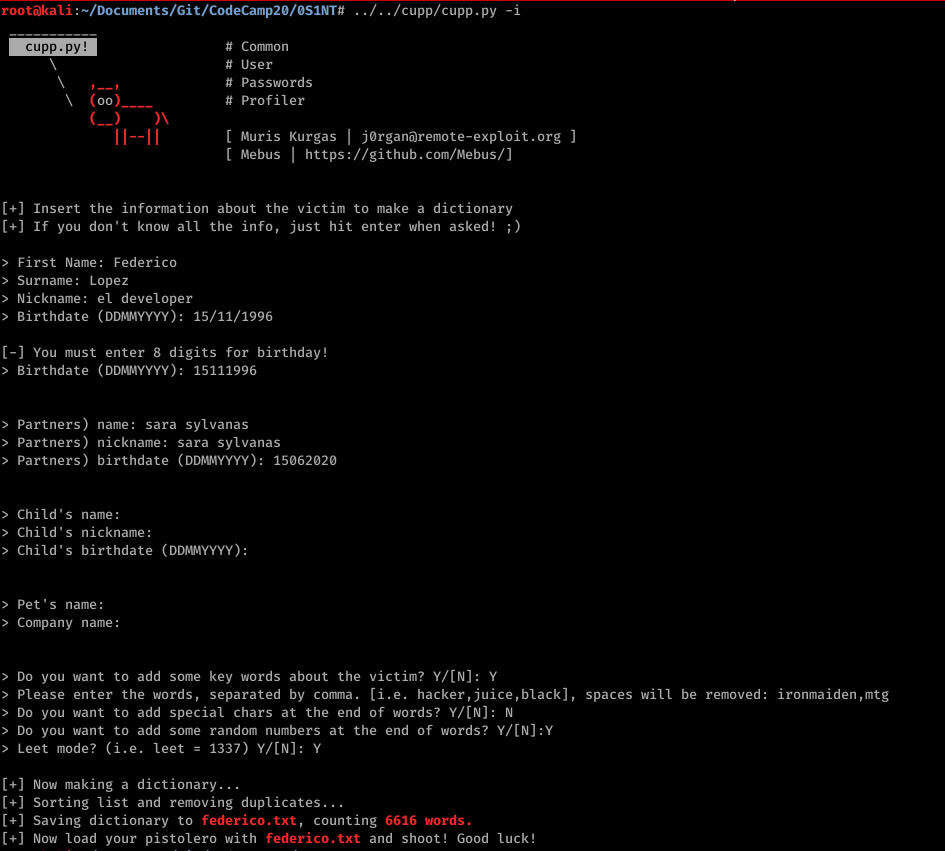 root@kali:~/Documents/Git/CodeCamp20/0S1NT# ../../cupp/cupp.py -i
 ___________
   cupp.py!                 # Common
      \                     # User
       \   ,__,             # Passwords
        \  (oo)____         # Profiler
           (__)    )\
              ||--||        [ Muris Kurgas | j0rgan@remote-exploit.org ]
                            [ Mebus | https://github.com/Mebus/]
[+] Insert the information about the victim to make a dictionary
[+] If you don't know all the info, just hit enter when asked! ;)
> First Name: Federico
> Surname: Lopez
> Nickname: el developer
> Birthdate (DDMMYYYY): 15/11/1996
[-] You must enter 8 digits for birthday!
> Birthdate (DDMMYYYY): 15111996
> Partners) name: sara sylvanas
> Partners) nickname: sara sylvanas
> Partners) birthdate (DDMMYYYY): 15062020
> Child's name:
> Child's nickname:
> Child's birthdate (DDMMYYYY):
> Pet's name:
> Company name:
> Do you want to add some key words about the victim? Y/[N]: Y
> Please enter the words, separated by comma. [i.e. hacker,juice,black], spaces will be removed: ironmaiden,mtg
> Do you want to add special chars at the end of words? Y/[N]: N
> Do you want to add some random numbers at the end of words? Y/[N]:Y
> Leet mode? (i.e. leet = 1337) Y/[N]: Y
[+] Now making a dictionary...
[+] Sorting list and removing duplicates...
[+] Saving dictionary to federico.txt, counting 6616 words.
[+] Now load your pistolero with federico.txt and shoot! Good luck!